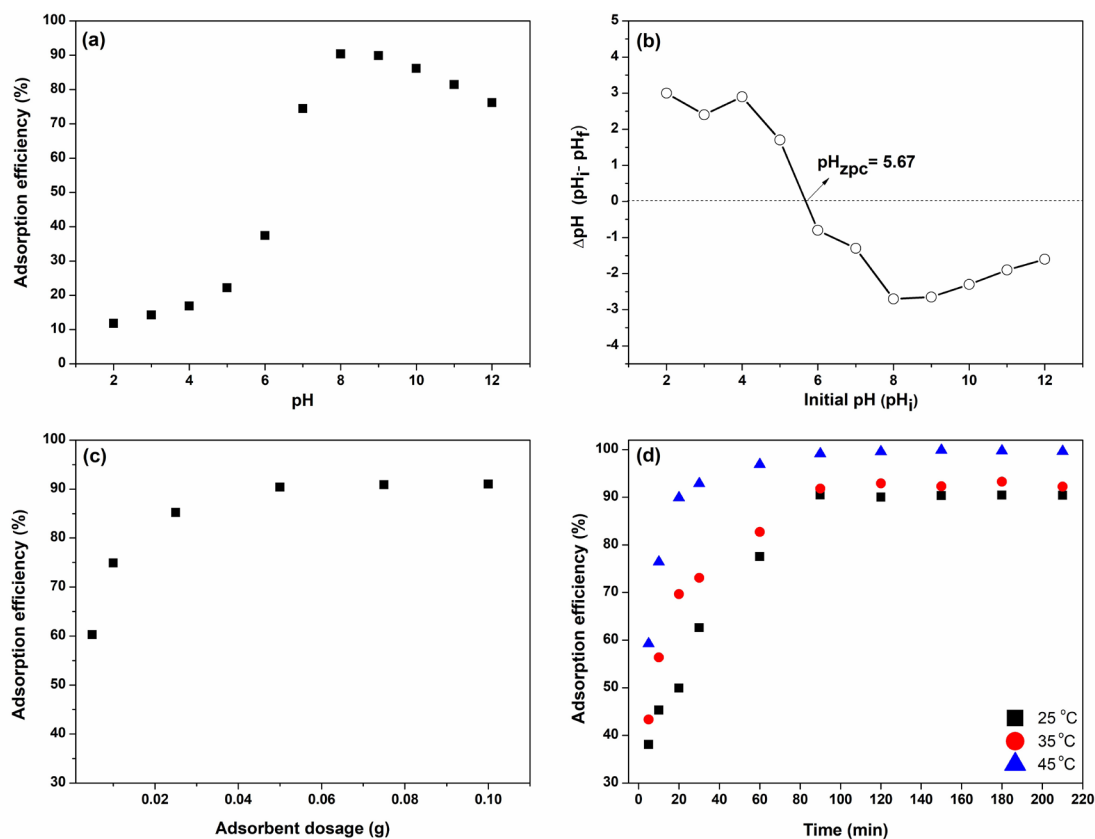 (a)
100
90
80
70
60
50
40
30
20
10
0
Adsorption efficiency (%)
2 4 6 8 10 12
pH
(b)
5
4
3
2
1
0
-1
-2
-3
-4
ΔpH (pHi- pHf)
pHzpc= 5.67
2 4 6 8 10 12
Initial pH (pHi)
(c)
100
90
80
70
60
50
40
30
Adsorption efficiency (%)
0.02 0.04 0.06 0.08 0.10
Adsorbent dosage (g)
(d)
100
90
80
70
60
50
40
30
Adsorption efficiency (%)
25 °C
35 °C
45 °C
0 20 40 60 80 100 120 140 160 180 200 220
Time (min)